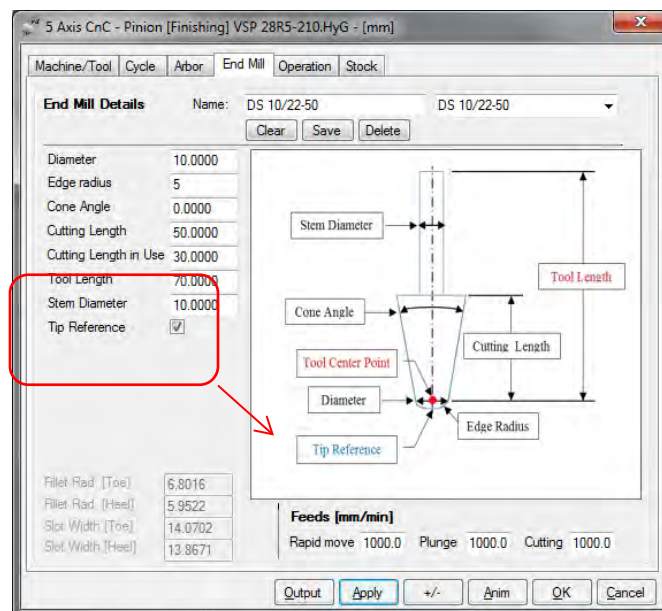 5 Axis CnC - Pinion [Finishing] VSP 28R5-210.HyG - [mm]
Machine/Tool Cycle Arbor End Mill Operation Stock
End Mill Details Name: DS 10/22-50 DS 10/22-50
Clear Save Delete
Diameter 10.0000
Edge radius 5
Cone Angle 0.0000
Cutting Length 50.0000
Cutting Length in Use 30.0000
Tool Length 70.0000
Stem Diameter 10.0000
Tip Reference
Stem Diameter
Tool Length
Cone Angle
Cutting Length
Tool Center Point
Diameter
Edge Radius
Tip Reference
Fillet Rad. [Toe] 6.8016
Fillet Rad. [Heel] 5.9522
Slot Width [Toe] 14.0702
Slot Width [Heel] 13.8671
Feeds [mm/min]
Rapid move 1000.0 Plunge 1000.0 Cutting 1000.0
Output Apply +/- Anim OK Cancel